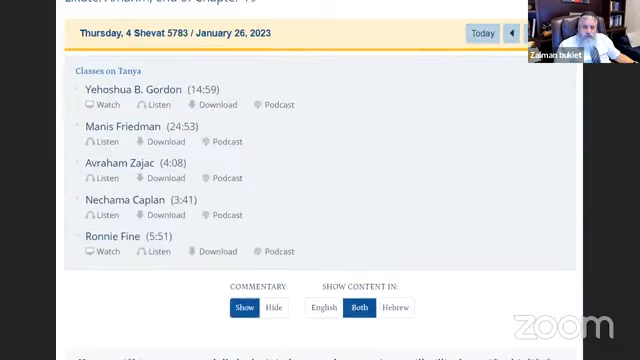 Thursday, 4 Shevat 5783 / January 26, 2023
Today
Zalman bukiet
Classes on Tanya
Yehoshua B. Gordon (14:59)
Watch Listen Download Podcast
Manis Friedman (24:53)
Listen Download Podcast
Avraham Zajac (4:08)
Listen Download Podcast
Nechama Caplan (3:41)
Listen Download Podcast
Ronnie Fine (5:51)
Watch Listen Download Podcast
COMMENTARY: SHOW CONTENT IN:
Show Hide English Both Hebrew
zoom